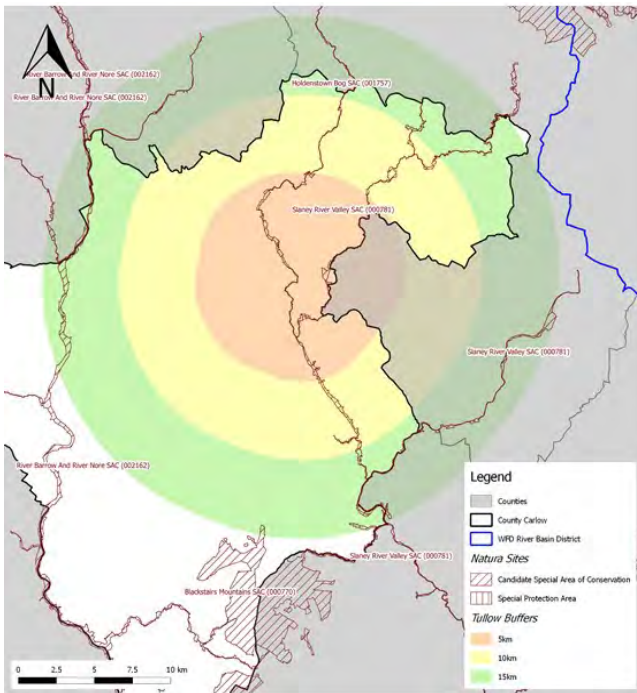 River Barrow And River Nore SAC (002162)
N
Holdenstown Bog SAC (001757)
River Barrow And River Nore SAC (002162)
Slaney River Valley SAC (000781)
Slaney River Valley SAC (000781)
River Barrow And River Nore SAC (002162)
Slaney River Valley SAC (000781)
Blackstairs Mountains SAC (000770)
Legend
Counties
County Carlow
WFD River Basin District
Natura Sites
Candidate Special Area of Conservation
Special Protection Area
Tullow Buffers
5km
10km
15km
0 2.5 5 7.5 10 km